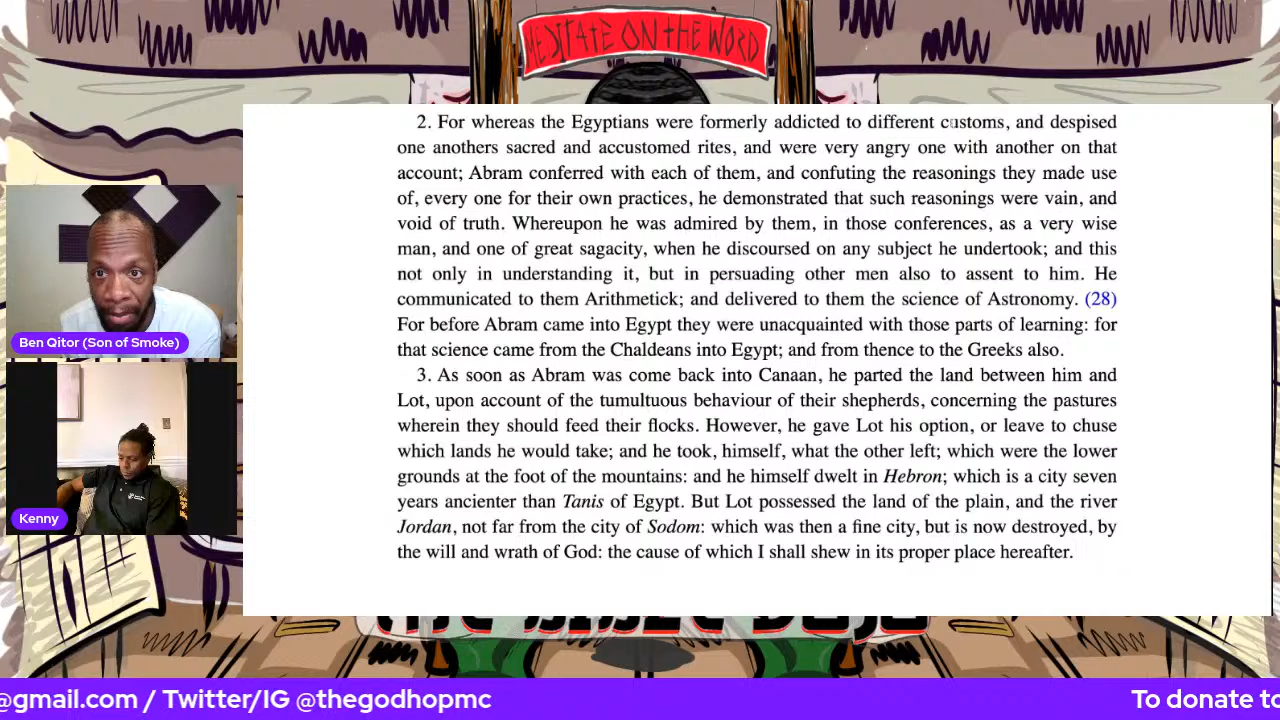 MEDITATE ON THE WORD
2. For whereas the Egyptians were formerly addicted to different customs, and despised
one anothers sacred and accustomed rites, and were very angry one with another on that
account; Abram conferred with each of them, and confuting the reasonings they made use
of, every one for their own practices, he demonstrated that such reasonings were vain, and
void of truth. Whereupon he was admired by them, in those conferences, as a very wise
man, and one of great sagacity, when he discoursed on any subject he undertook; and this
not only in understanding it, but in persuading other men also to assent to him. He
communicated to them Arithmetick; and delivered to them the science of Astronomy. (28)
For before Abram came into Egypt they were unacquainted with those parts of learning: for
that science came from the Chaldeans into Egypt; and from thence to the Greeks also.
3. As soon as Abram was come back into Canaan, he parted the land between him and
Lot, upon account of the tumultuous behaviour of their shepherds, concerning the pastures
wherein they should feed their flocks. However, he gave Lot his option, or leave to chuse
which lands he would take; and he took, himself, what the other left; which were the lower
grounds at the foot of the mountains: and he himself dwelt in Hebron; which is a city seven
years ancienter than Tanis of Egypt. But Lot possessed the land of the plain, and the river
Jordan, not far from the city of Sodom: which was then a fine city, but is now destroyed, by
the will and wrath of God: the cause of which I shall shew in its proper place hereafter.
Ben Qitor (Son of Smoke)
Kenny
@gmail.com / Twitter/IG @thegodhopmc
To donate to